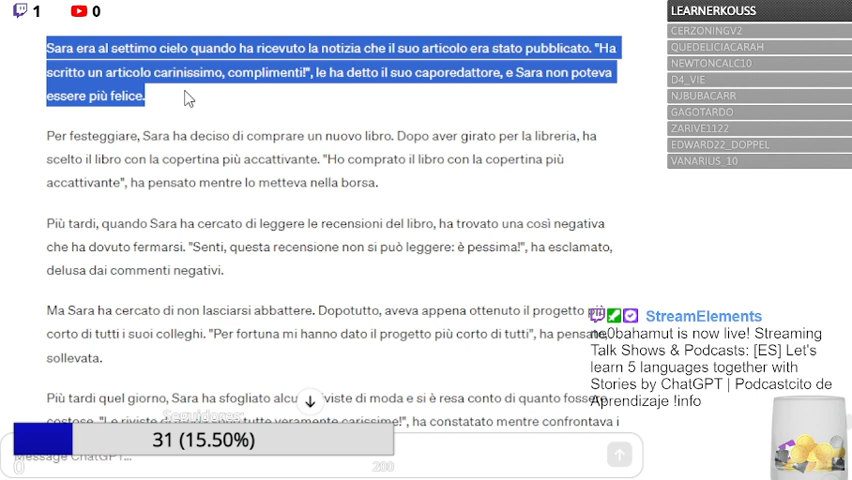 1 0
LEARNERKOUSS
CERZONINGV2
QUEDELICIACARAH
NEWTONCALC10
D4_VIE
NJBUBACARR
GAGOTARDO
ZARIVE1122
EDWARD22_DOPPEL
VANARIUS_10
Sara era al settimo cielo quando ha ricevuto la notizia che il suo articolo era stato pubblicato. "Ha
scritto un articolo carinissimo, complimenti!", le ha detto il suo caporedattore, e Sara non poteva
essere più felice.
Per festeggiare, Sara ha deciso di comprare un nuovo libro. Dopo aver girato per la libreria, ha
scelto il libro con la copertina più accattivante. "Ho comprato il libro con la copertina più
accattivante", ha pensato mentre lo metteva nella borsa.
Più tardi, quando Sara ha cercato di leggere le recensioni del libro, ha trovato una così negativa
che ha dovuto fermarsi. "Senti, questa recensione non si può leggere: è pessima!", ha esclamato,
delusa dai commenti negativi.
Ma Sara ha cercato di non lasciarsi abbattere. Dopotutto, aveva appena ottenuto il progetto più
corto di tutti i suoi colleghi. "Per fortuna mi hanno dato il progetto più corto di tutti", ha pensato,
sollevata.
Più tardi quel giorno, Sara ha sfogliato alcune riviste di moda e si è resa conto di quanto fossero
costose. "Le riviste di moda sono tutte veramente carissime!", ha constatato mentre confrontava i
StreamElements
ne0bahamut is now live! Streaming
Talk Shows & Podcasts: [ES] Let's
learn 5 languages together with
Stories by ChatGPT | Podcastcito de
Aprendizaje !info
Seguidores:
31 (15.50%)
0 200
Message ChatGPT...